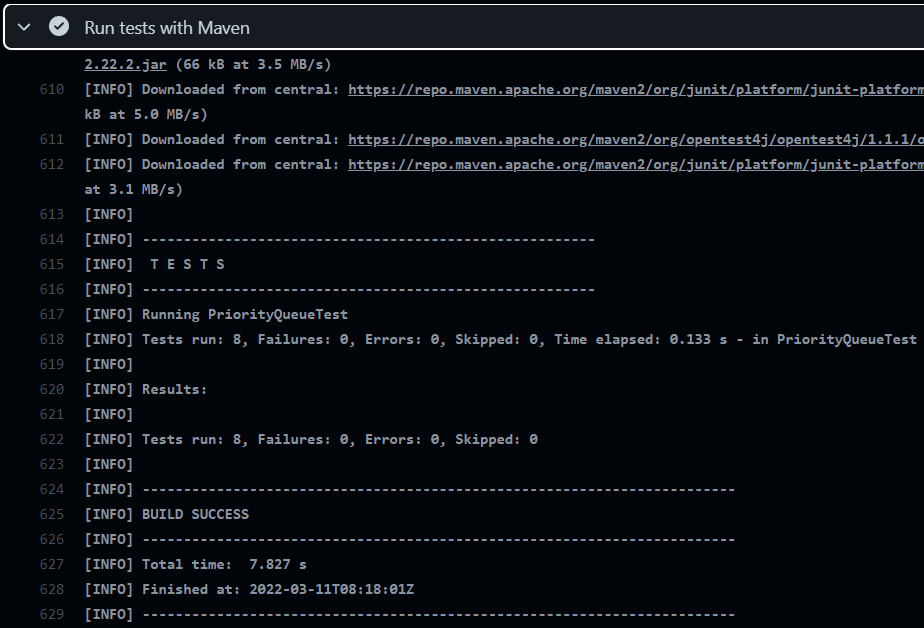 Run tests with Maven
2.22.2.jar (66 kB at 3.5 MB/s)
610 [INFO] Downloaded from central: https://repo.maven.apache.org/maven2/org/junit/platform/junit-platform
kB at 5.0 MB/s)
611 [INFO] Downloaded from central: https://repo.maven.apache.org/maven2/org/opentest4j/opentest4j/1.1.1/o
612 [INFO] Downloaded from central: https://repo.maven.apache.org/maven2/org/junit/platform/junit-platform
at 3.1 MB/s)
613 [INFO]
614 [INFO] -------------------------------------------------------
615 [INFO]  T E S T S
616 [INFO] -------------------------------------------------------
617 [INFO] Running PriorityQueueTest
618 [INFO] Tests run: 8, Failures: 0, Errors: 0, Skipped: 0, Time elapsed: 0.133 s - in PriorityQueueTest
619 [INFO]
620 [INFO] Results:
621 [INFO]
622 [INFO] Tests run: 8, Failures: 0, Errors: 0, Skipped: 0
623 [INFO]
624 [INFO] ------------------------------------------------------------------------
625 [INFO] BUILD SUCCESS
626 [INFO] ------------------------------------------------------------------------
627 [INFO] Total time:  7.827 s
628 [INFO] Finished at: 2022-03-11T08:18:01Z
629 [INFO] ------------------------------------------------------------------------